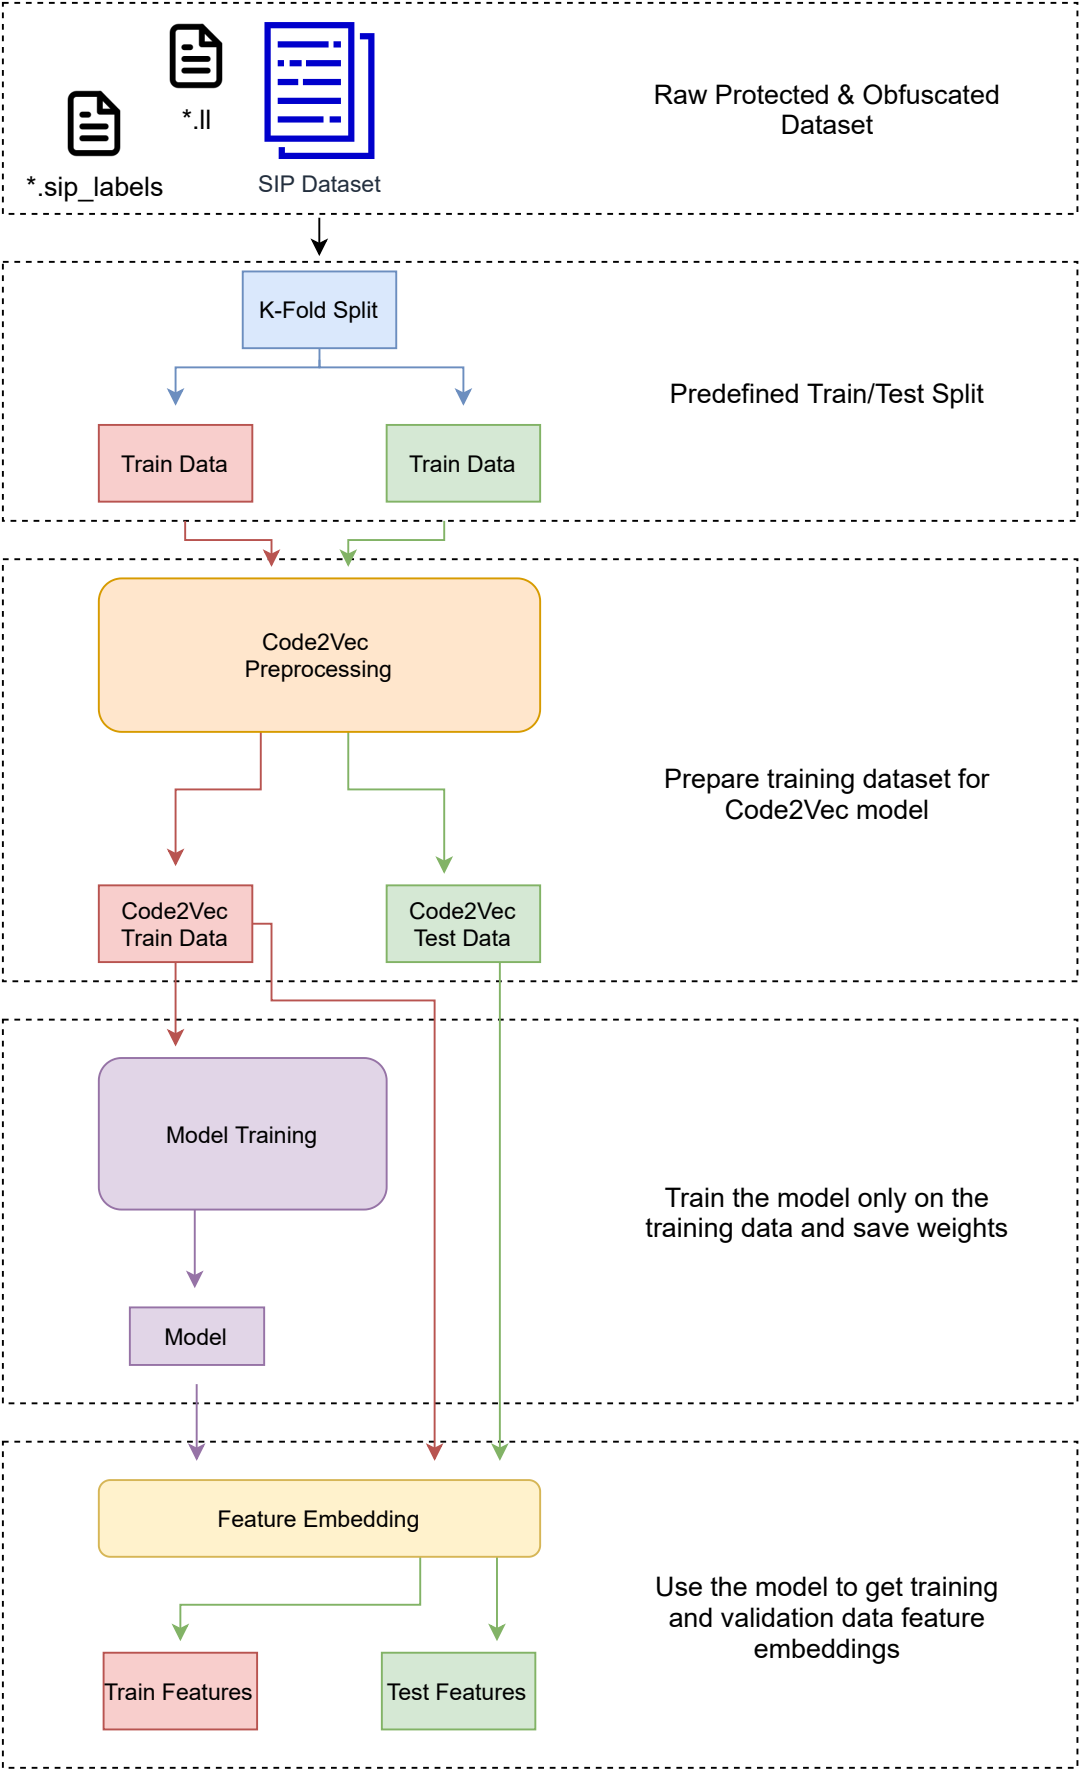 *.ll
*.sip_labels
SIP Dataset
Raw Protected & Obfuscated
Dataset
K-Fold Split
Predefined Train/Test Split
Train Data
Train Data
Code2Vec
Preprocessing
Prepare training dataset for
Code2Vec model
Code2Vec
Train Data
Code2Vec
Test Data
Model Training
Train the model only on the
training data and save weights
Model
Feature Embedding
Use the model to get training
and validation data feature
embeddings
Train Features
Test Features